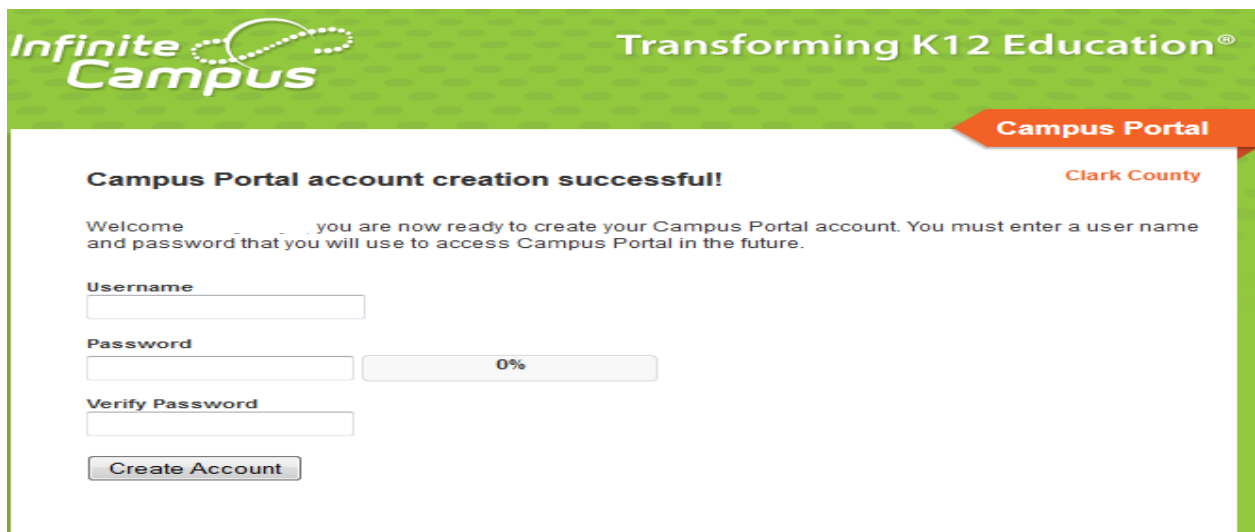 Infinite
Campus
Transforming K12 Education®
Campus Portal
Clark County
Campus Portal account creation successful!
Welcome you are now ready to create your Campus Portal account. You must enter a user name
and password that you will use to access Campus Portal in the future.
Username
Password
0%
Verify Password
Create Account